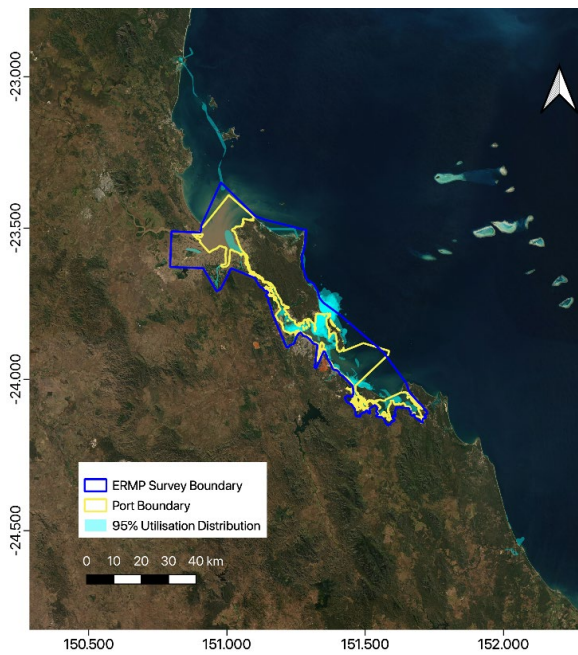 -23.000
-23.500
-24.000
-24.500
ERMP Survey Boundary
Port Boundary
95% Utilisation Distribution
0 10 20 30 40 km
150.500 151.000 151.500 152.000